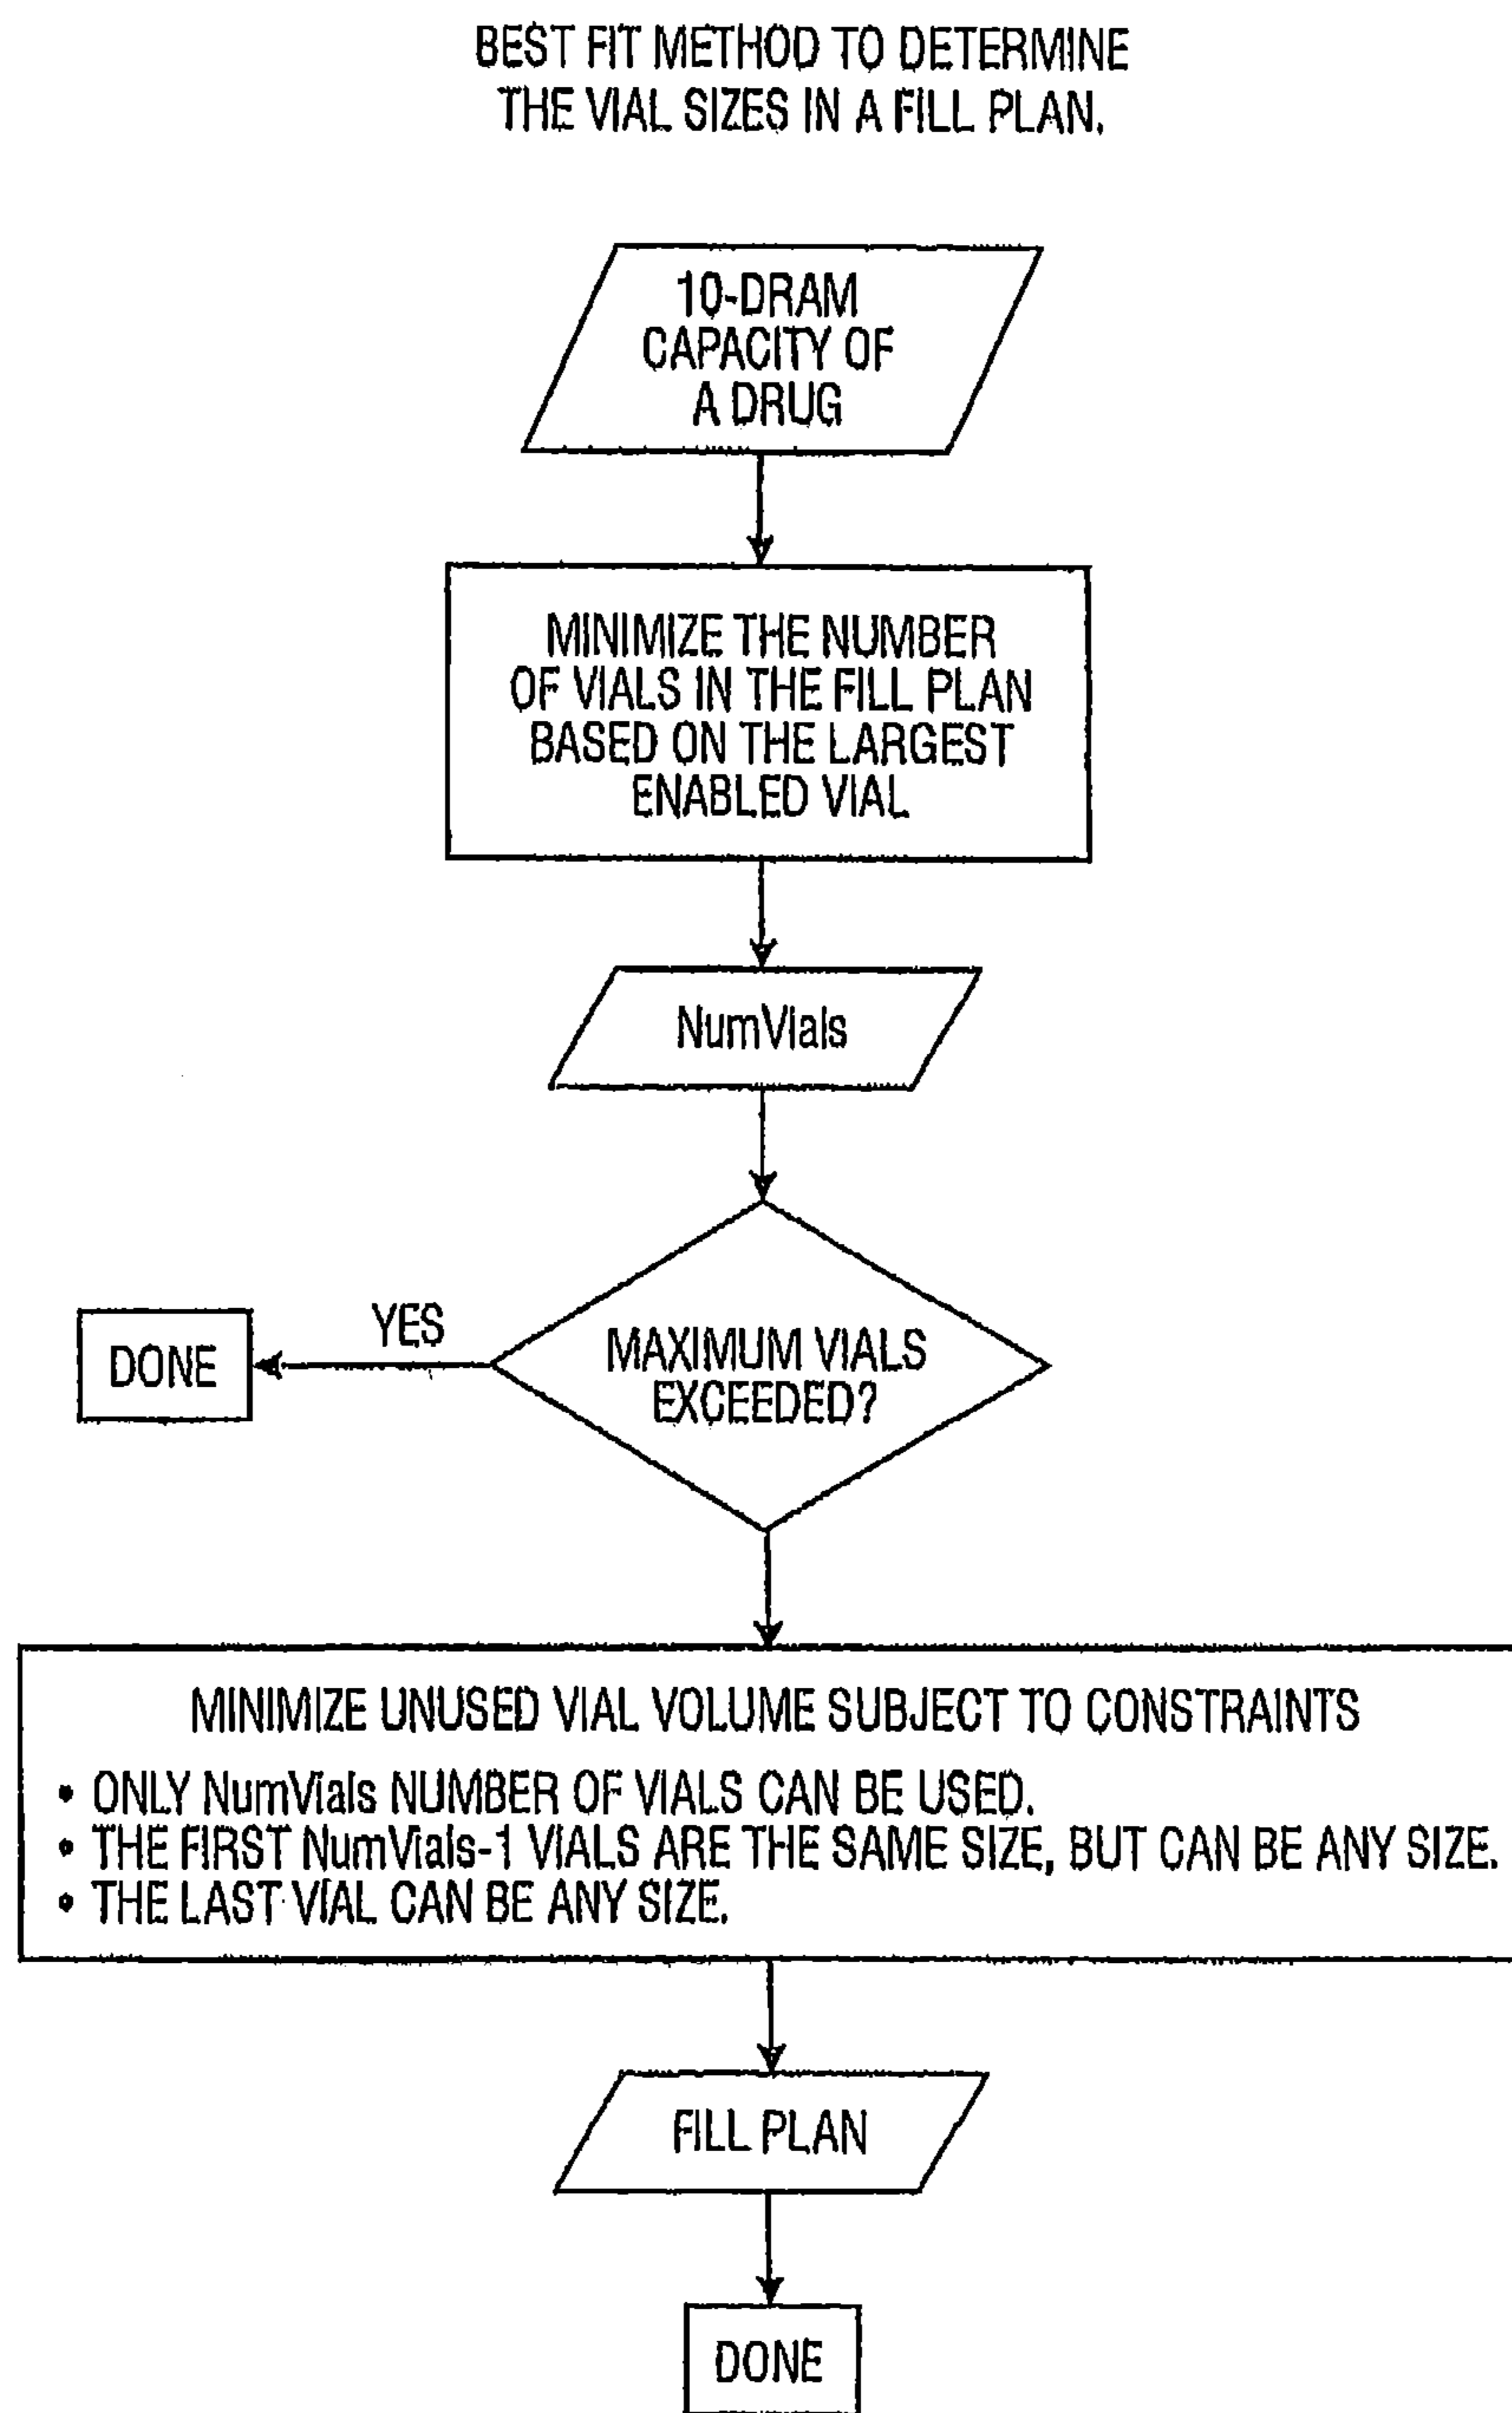 BEST FIT METHOD TO DETERMINE
THE VIAL SIZES IN A FILL PLAN.
10-DRAM
CAPACITY OF
A DRUG
MINIMIZE THE NUMBER
OF VIALS IN THE FILL PLAN
BASED ON THE LARGEST
ENABLED VIAL
NumVials
MAXIMUM VIALS
EXCEEDED?
YES
DONE
MINIMIZE UNUSED VIAL VOLUME SUBJECT TO CONSTRAINTS
• ONLY NumVials NUMBER OF VIALS CAN BE USED.
• THE FIRST NumVials-1 VIALS ARE THE SAME SIZE, BUT CAN BE ANY SIZE.
• THE LAST VIAL CAN BE ANY SIZE.
FILL PLAN
DONE